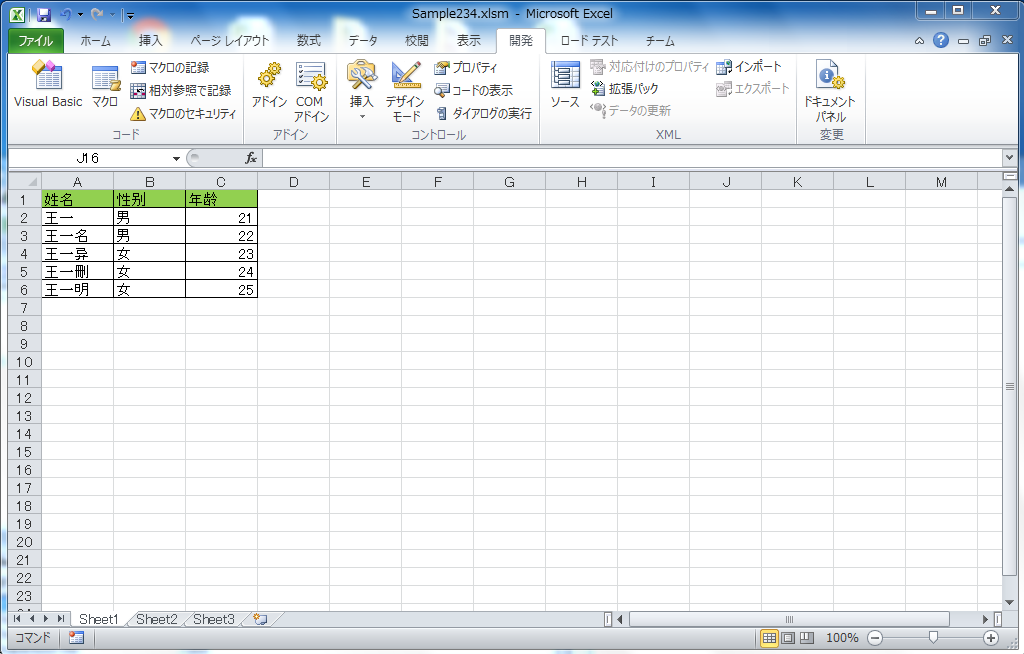 Sample234.xlsm - Microsoft Excel
ファイル ホーム 挿入 ページ レイアウト 数式 データ 校閲 表示 開発 ロード テスト チーム
Visual Basic マクロ マクロの記録 相対参照で記録 マクロのセキュリティ コード
アドイン COM アドイン アドイン
挿入 デザイン モード プロパティ コードの表示 ダイアログの実行 コントロール
ソース 対応付けのプロパティ 拡張パック データの更新 インポート エクスポート XML
ドキュメント パネル 変更
J16 fx
A B C D E F G H I J K L M
1 姓名 性别 年龄
2 王一 男 21
3 王一名 男 22
4 王一异 女 23
5 王一刪 女 24
6 王一明 女 25
7
8
9
10
11
12
13
14
15
16
17
18
19
20
21
22
23
Sheet1 Sheet2 Sheet3
コマンド 100%